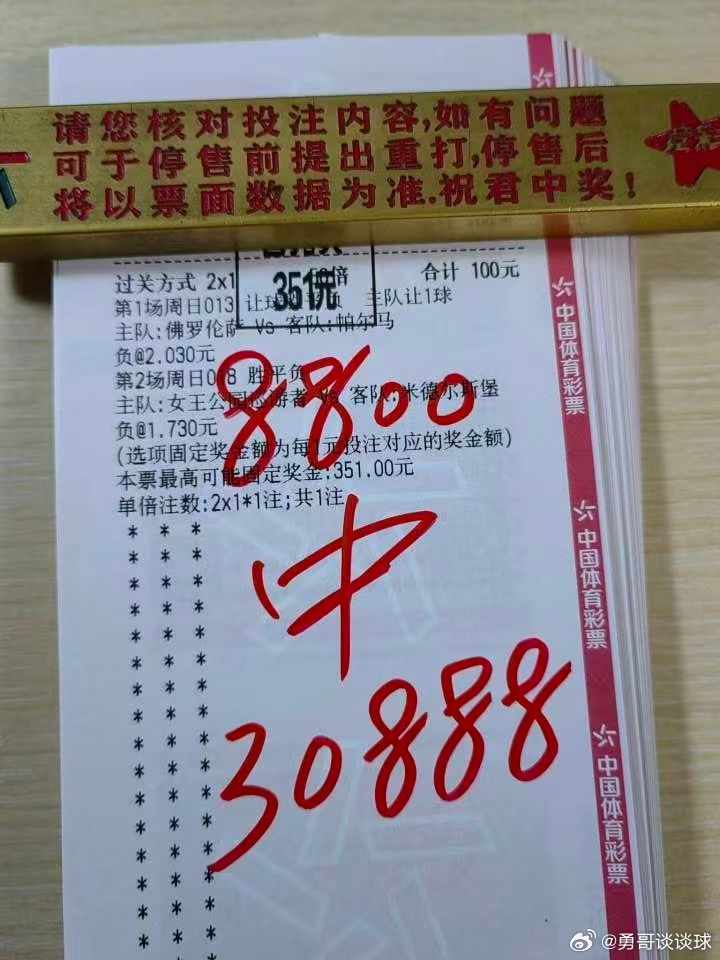 请您核对投注内容,如有问题
可于停售前提出重打,停售后
将以票面数据为准.祝君中奖!
过关方式 2x1
倍
合计 100元
351元
第1场周日013 让球
负 主队让1球
主队:佛罗伦萨 Vs 客队:帕尔马
负@2.030元
第2场周日0
8 胜平负
主队:女王公园巡游者 Vs 客队:米德尔斯堡
负@1.730元
(选项固定奖金额为每1元投注对应的奖金额)
本票最高可能固定奖金:351.00元
单倍注数:2x1*1注;共1注
8800
中
30888
中国体育彩票
中国体育彩票
中国体育彩票
@勇哥谈谈球